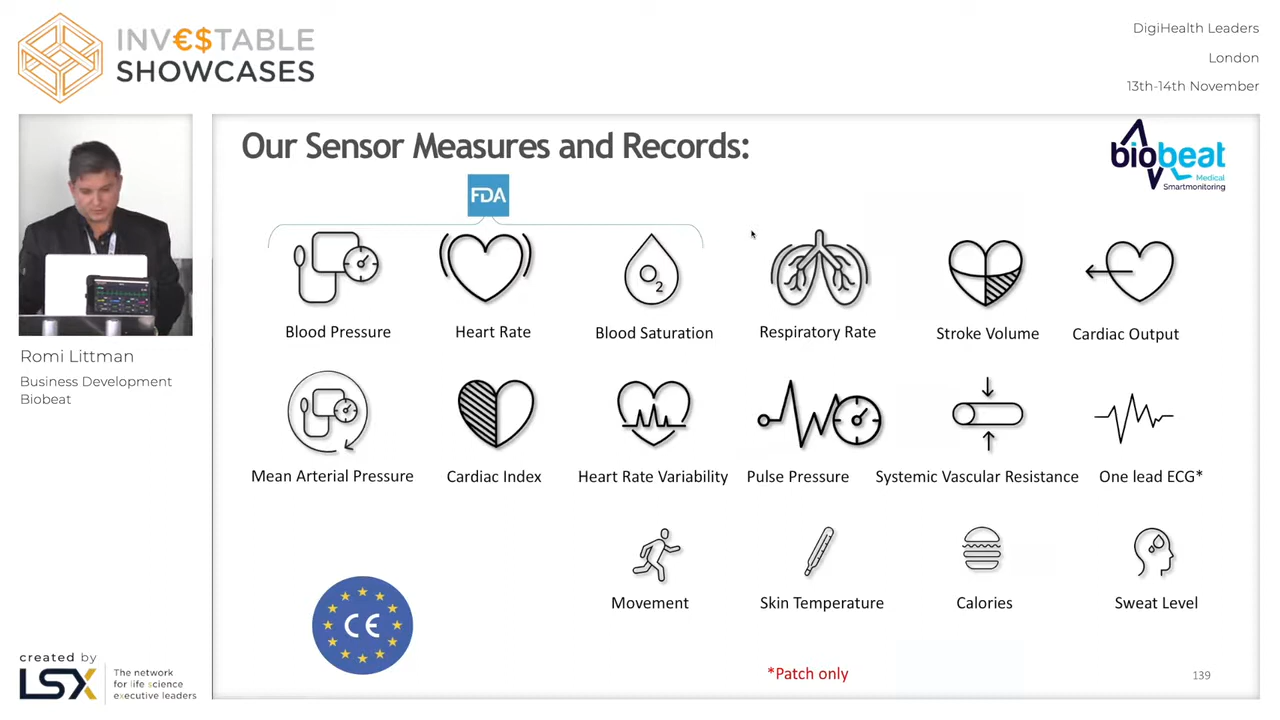 INV€$TABLE
SHOWCASES
DigiHealth Leaders
London
13th-14th November
Romi Littman
Business Development
Biobeat
Our Sensor Measures and Records:
biobeat
Medical
Smartmonitoring
FDA
Blood Pressure
Heart Rate
O2
Blood Saturation
Respiratory Rate
Stroke Volume
Cardiac Output
Mean Arterial Pressure
Cardiac Index
Heart Rate Variability
Pulse Pressure
Systemic Vascular Resistance
One lead ECG*
Movement
Skin Temperature
Calories
Sweat Level
CE
*Patch only
139
created by
LSX
The network
for life science
executive leaders